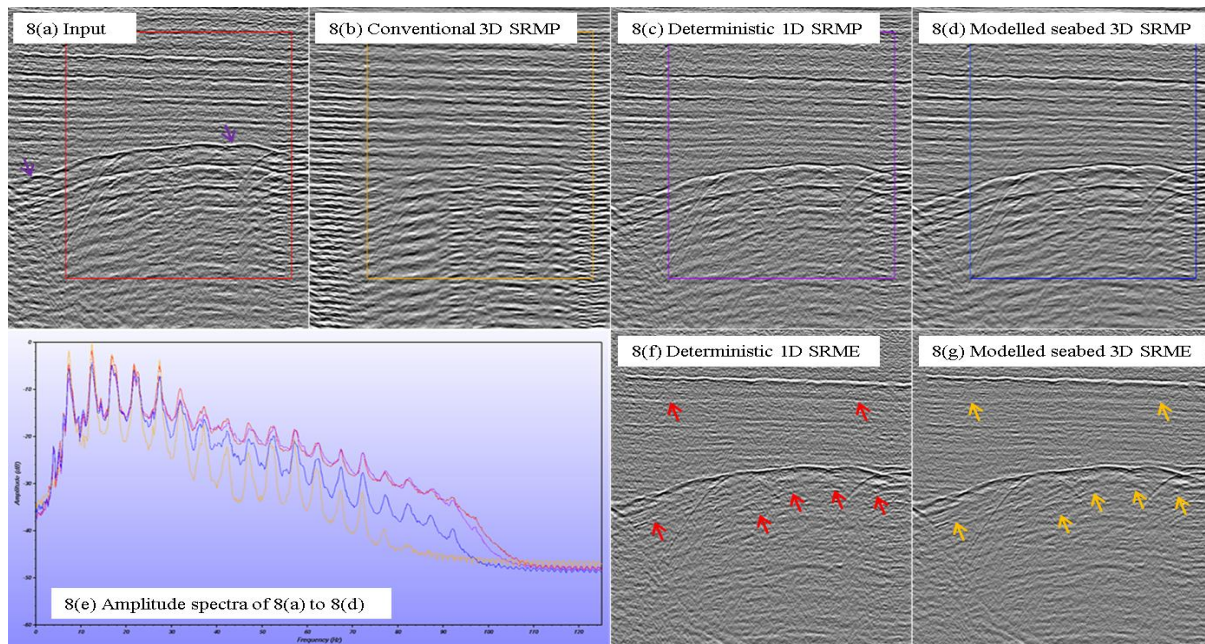 8(a) Input
8(b) Conventional 3D SRMP
8(c) Deterministic 1D SRMP
8(d) Modelled seabed 3D SRMP
8(e) Amplitude spectra of 8(a) to 8(d)
Amplitude (dB)
0
-10
-20
-30
-40
-50
-60
0 10 20 30 40 50 60 70 80 90 100 110 120
Frequency (Hz)
8(f) Deterministic 1D SRME
8(g) Modelled seabed 3D SRME